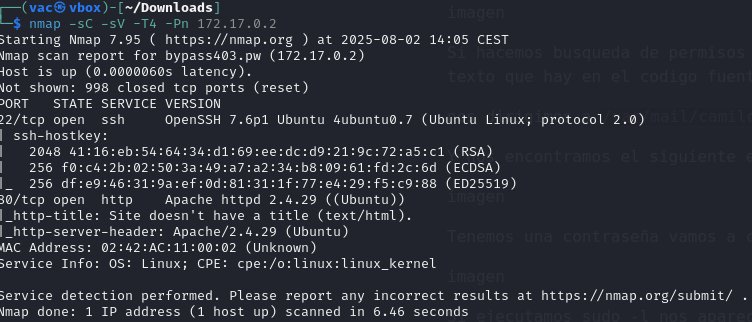 ┌──(vac㉿vbox)-[~/Downloads]
└─$ nmap -sC -sV -T4 -Pn 172.17.0.2
Starting Nmap 7.95 ( https://nmap.org ) at 2025-08-02 14:05 CEST
Nmap scan report for bypass403.pw (172.17.0.2)
Host is up (0.0000060s latency).
Not shown: 998 closed tcp ports (reset)
PORT   STATE SERVICE VERSION
22/tcp open  ssh     OpenSSH 7.6p1 Ubuntu 4ubuntu0.7 (Ubuntu Linux; protocol 2.0)
| ssh-hostkey:
|   2048 41:16:eb:54:64:34:d1:69:ee:dc:d9:21:9c:72:a5:c1 (RSA)
|   256 f0:c4:2b:02:50:3a:49:a7:a2:34:b8:09:61:fd:2c:6d (ECDSA)
|_  256 df:e9:46:31:9a:ef:0d:81:31:1f:77:e4:29:f5:c9:88 (ED25519)
80/tcp open  http    Apache httpd 2.4.29 ((Ubuntu))
|_http-title: Site doesn't have a title (text/html).
|_http-server-header: Apache/2.4.29 (Ubuntu)
MAC Address: 02:42:AC:11:00:02 (Unknown)
Service Info: OS: Linux; CPE: cpe:/o:linux:linux_kernel
Service detection performed. Please report any incorrect results at https://nmap.org/submit/ .
Nmap done: 1 IP address (1 host up) scanned in 6.46 seconds
imagen
Si hacemos busqueda de permisos
texto que hay en el codigo fuent
mail/camilo
encontramos el siguiente
imagen
Tenemos una contraseña vamos a
imagen
ejecutamos sudo -l nos apare